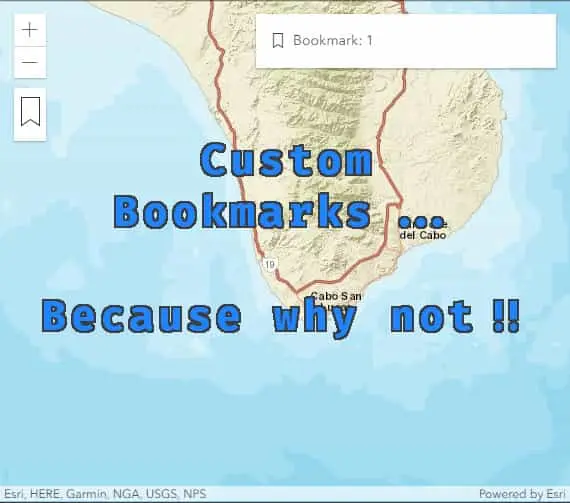 Bookmark: 1
Custom
Bookmarks ...
del Cabo
19
Cabo San
Because why not !!
Esri, HERE, Garmin, NGA, USGS, NPS
Powered by Esri